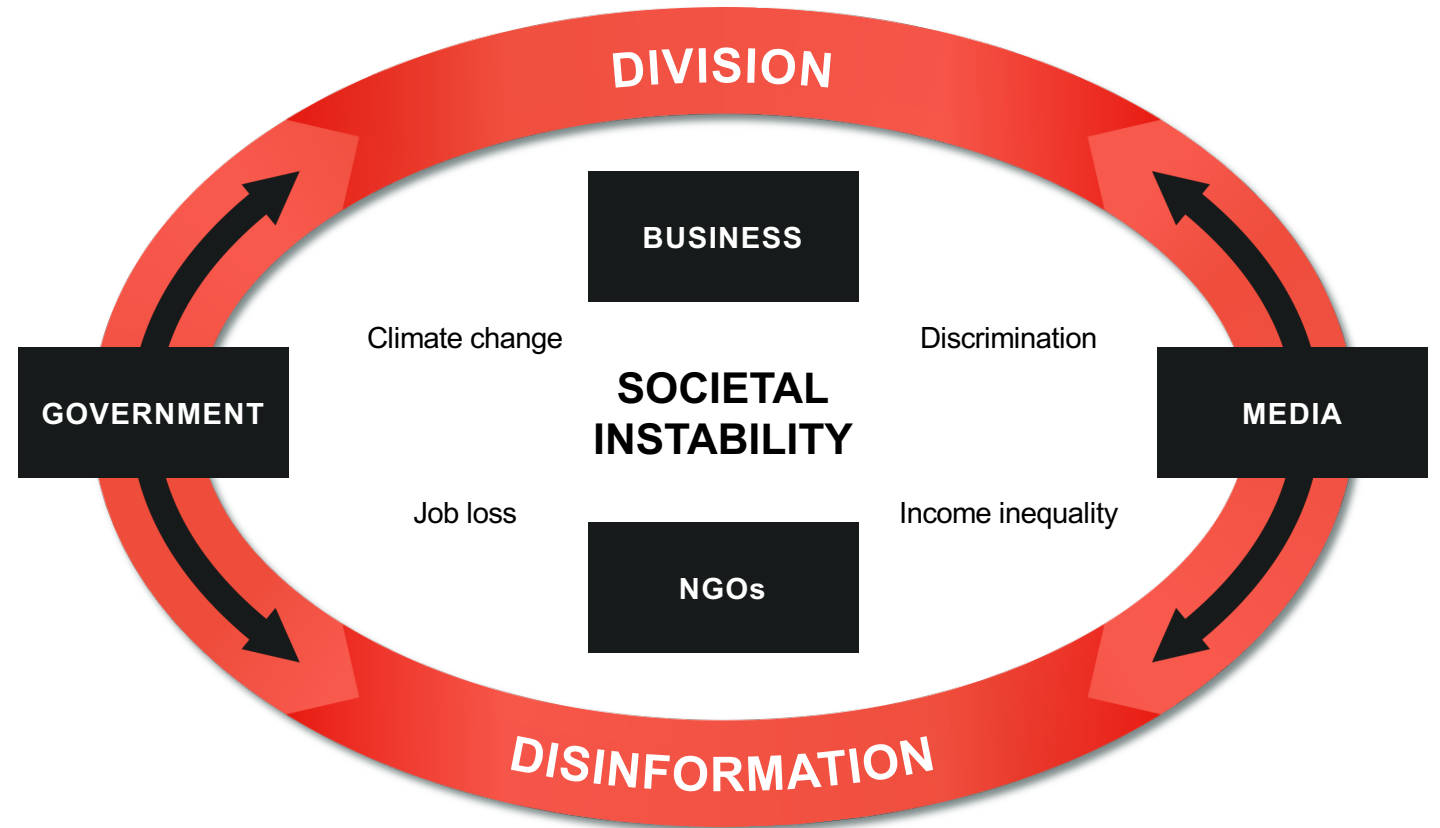 DIVISION
BUSINESS
Climate change
Discrimination
SOCIETAL
INSTABILITY
GOVERNMENT
MEDIA
Job loss
Income inequality
NGOs
DISINFORMATION